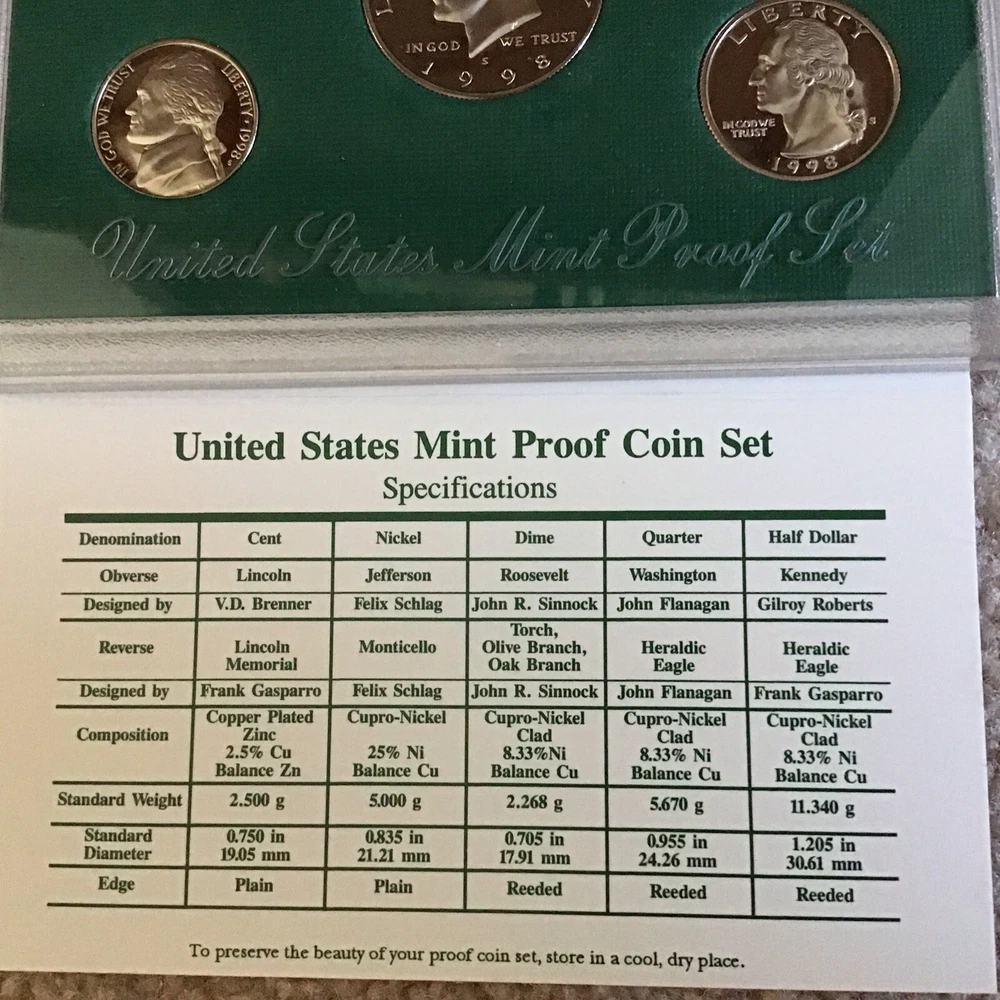 IN GOD WE TRUST
LIBERTY • 1998 S
L Y
IN GOD WE TRUST
S
1998
LIBERTY
IN GOD WE
TRUST
S
1998
United States Mint Proof Set
United States Mint Proof Coin Set
Specifications
Denomination Cent Nickel Dime Quarter Half Dollar
Obverse Lincoln Jefferson Roosevelt Washington Kennedy
Designed by V.D. Brenner Felix Schlag John R. Sinnock John Flanagan Gilroy Roberts
Reverse Lincoln Memorial Monticello Torch, Olive Branch, Oak Branch Heraldic Eagle Heraldic Eagle
Designed by Frank Gasparro Felix Schlag John R. Sinnock John Flanagan Frank Gasparro
Composition Copper Plated Zinc 2.5% Cu Balance Zn Cupro-Nickel 25% Ni Balance Cu Cupro-Nickel Clad 8.33%Ni Balance Cu Cupro-Nickel Clad 8.33% Ni Balance Cu Cupro-Nickel Clad 8.33% Ni Balance Cu
Standard Weight 2.500 g 5.000 g 2.268 g 5.670 g 11.340 g
Standard Diameter 0.750 in 19.05 mm 0.835 in 21.21 mm 0.705 in 17.91 mm 0.955 in 24.26 mm 1.205 in 30.61 mm
Edge Plain Plain Reeded Reeded Reeded
To preserve the beauty of your proof coin set, store in a cool, dry place.